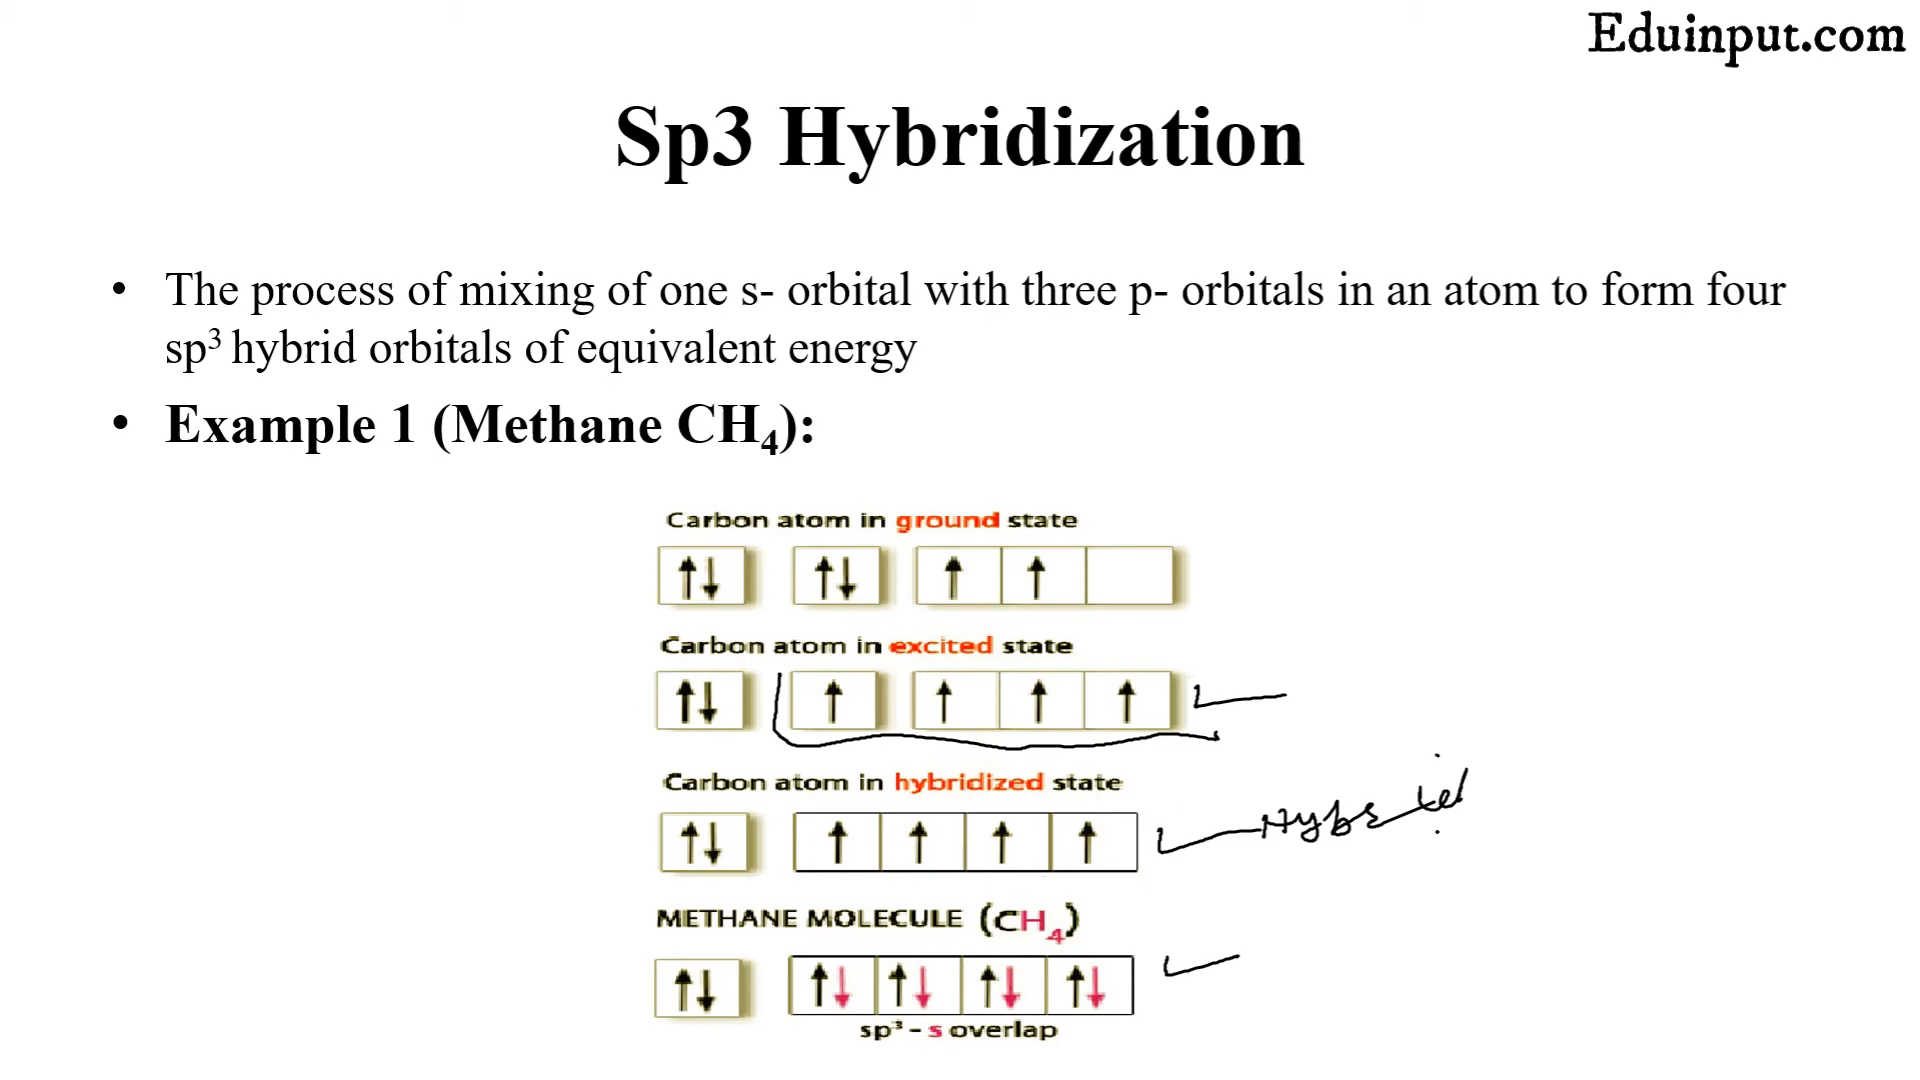 Eduinput.com
Sp3 Hybridization
• The process of mixing of one s- orbital with three p- orbitals in an atom to form four
sp³ hybrid orbitals of equivalent energy
• Example 1 (Methane CH₄):
Carbon atom in ground state
Carbon atom in excited state
Carbon atom in hybridized state
METHANE MOLECULE (CH₄)
sp³ - s overlap